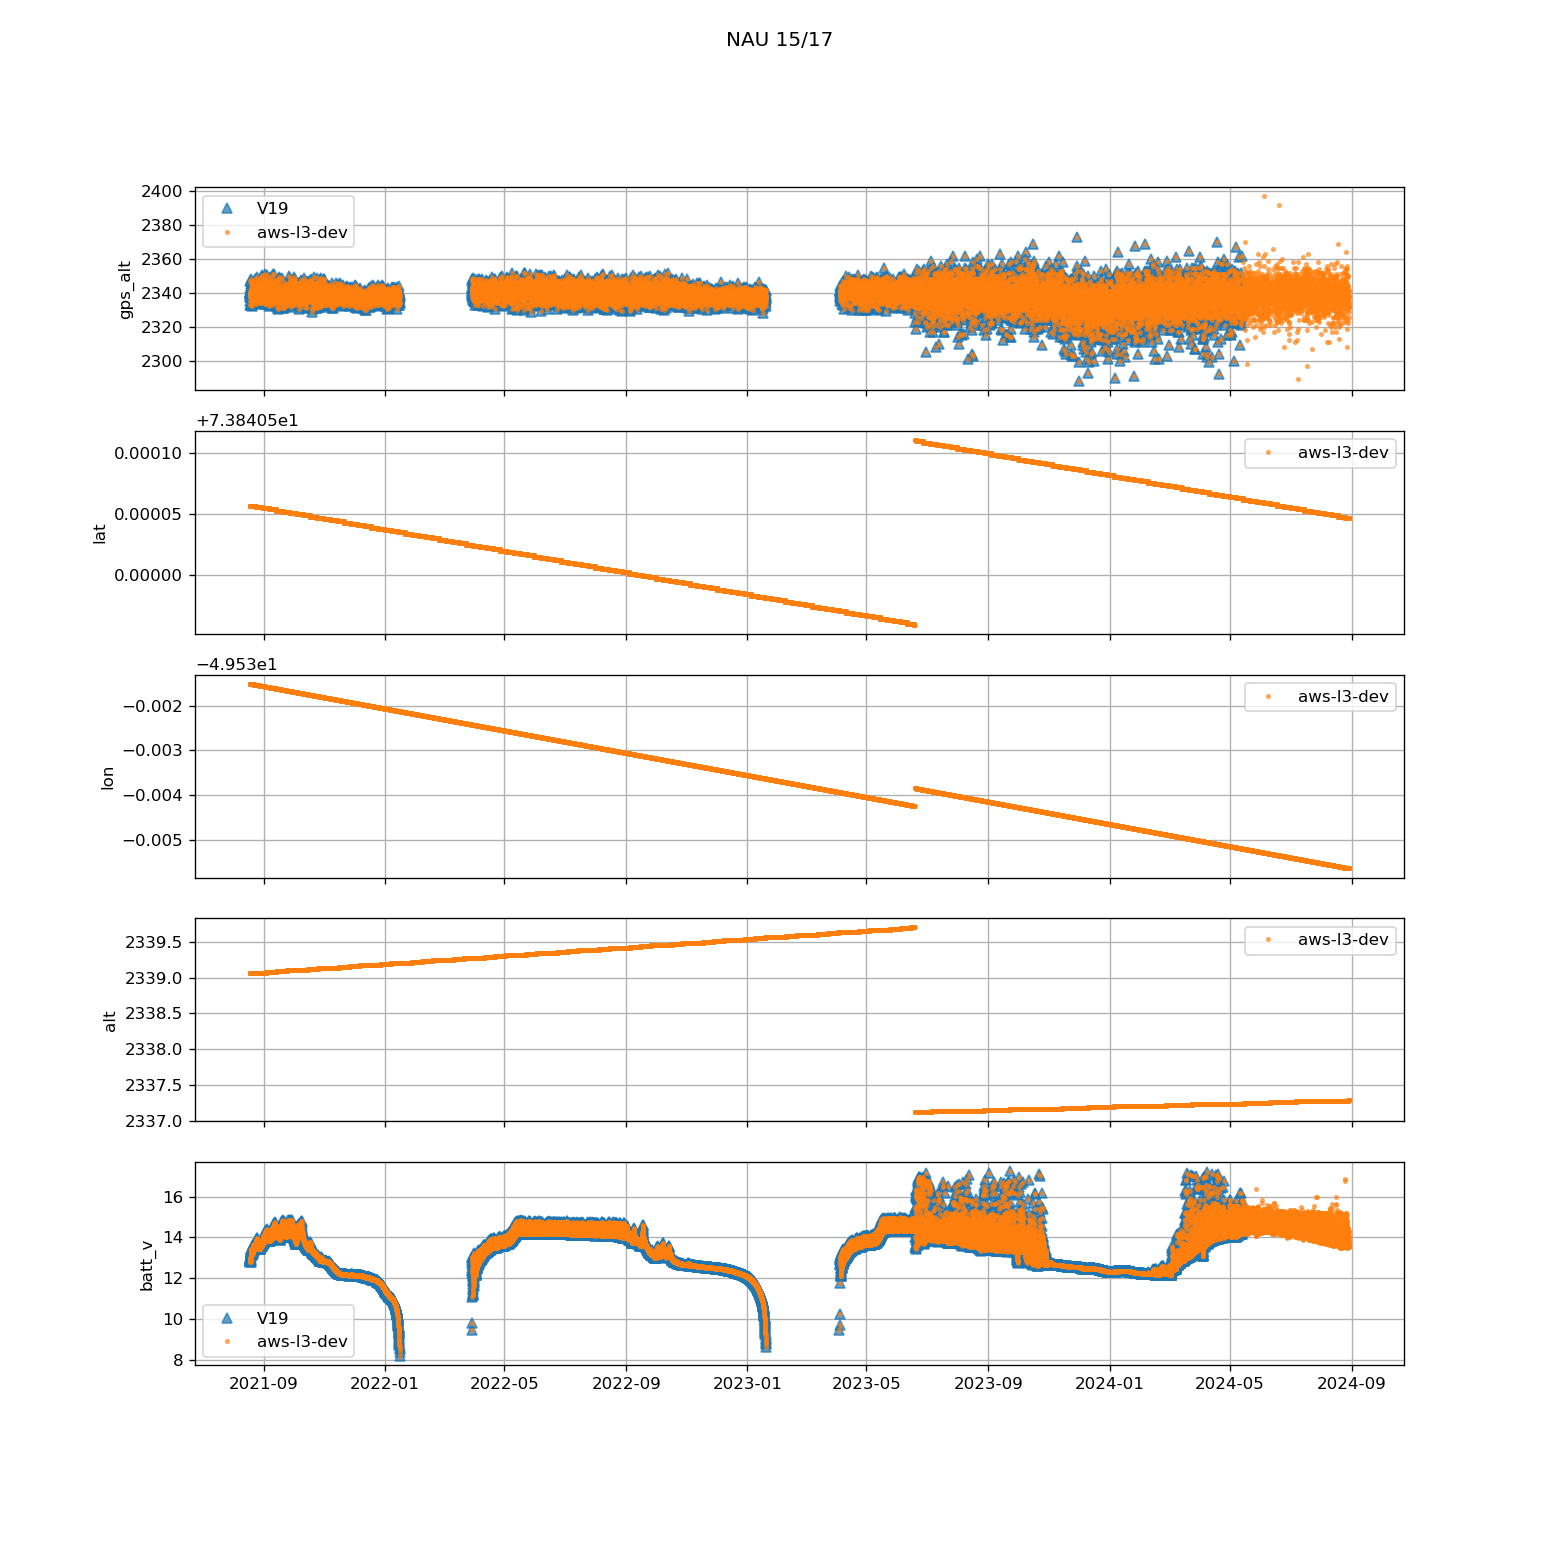 NAU 15/17
2400
2380
2360
2340
2320
2300
gps_alt
V19
aws-l3-dev
+7.38405e1
0.00010
0.00005
0.00000
lat
aws-l3-dev
−4.953e1
−0.002
−0.003
−0.004
−0.005
lon
aws-l3-dev
2339.5
2339.0
2338.5
2338.0
2337.5
2337.0
alt
aws-l3-dev
16
14
12
10
8
batt_v
V19
aws-l3-dev
2021-09 2022-01 2022-05 2022-09 2023-01 2023-05 2023-09 2024-01 2024-05 2024-09